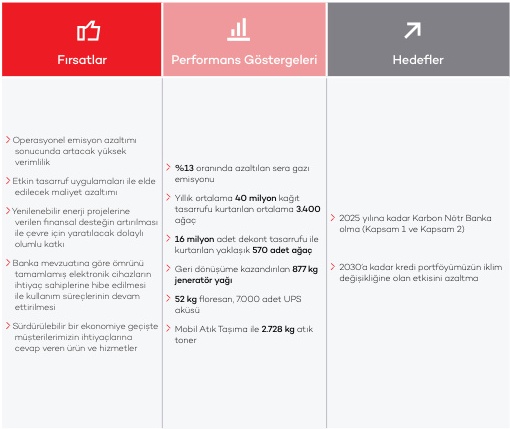 Fırsatlar
Operasyonel emisyon azaltımı
sonucunda artacak yüksek
verimlilik
Etkin tasarruf uygulamaları ile elde
edilecek maliyet azaltımı
Yenilenebilir enerji projelerine
verilen finansal desteğin artırılması
ile çevre için yaratılacak dolaylı
olumlu katkı
Banka mevzuatına göre ömrünü
tamamlamış elektronik cihazların
ihtiyaç sahiplerine hibe edilmesi
ile kullanım süreçlerinin devam
ettirilmesi
Sürdürülebilir bir ekonomiye geçişte
müşterilerimizin ihtiyaçlarına
cevap veren ürün ve hizmetler
Performans Göstergeleri
%13 oranında azaltılan sera gazı
emisyonu
Yıllık ortalama 40 milyon kağıt
tasarrufu kurtarılan ortalama 3.400
ağaç
16 milyon adet dekont tasarrufu ile
kurtarılan yaklaşık 570 adet ağaç
Geri dönüşüme kazandırılan 877 kg
jeneratör yağı
52 kg floresan, 7.000 adet UPS
aküsü
Mobil Atık Taşıma ile 2.728 kg atık
toner
Hedefler
2025 yılına kadar Karbon Nötr Banka
olma (Kapsam 1 ve Kapsam 2)
2030'a kadar kredi portföyümüzün iklim
değişikliğine olan etkisini azaltma